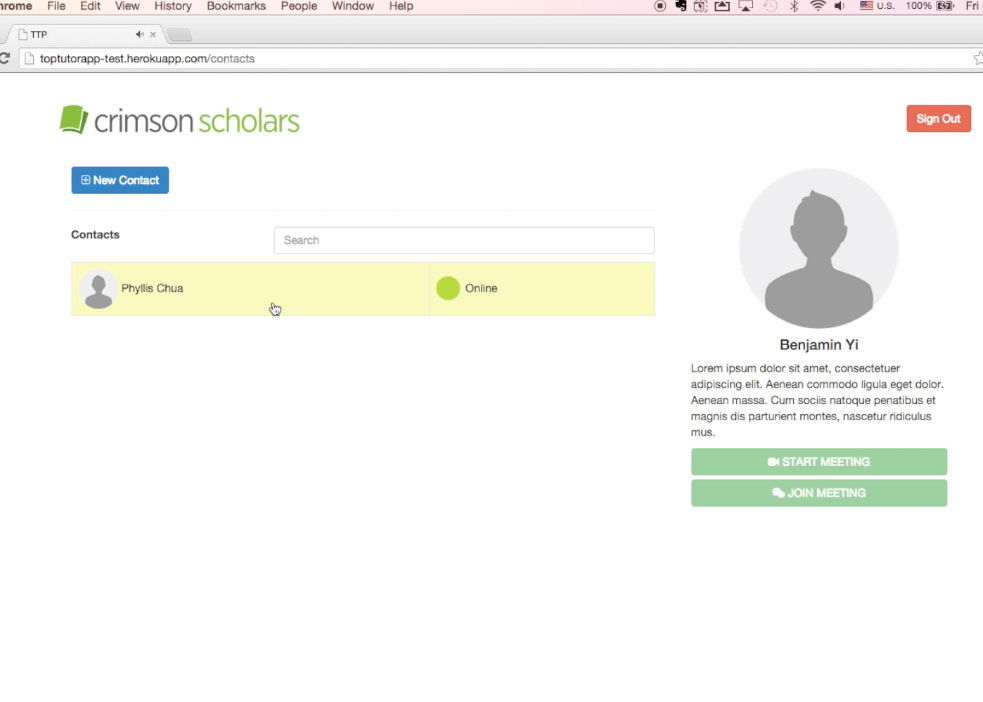 hrome File Edit View History Bookmarks People Window Help U.S. 100% Fri
TTP
toptutorapp-test.herokuapp.com/contacts
crimson scholars
Sign Out
New Contact
Contacts
Search
Phyllis Chua
Online
Benjamin Yi
Lorem ipsum dolor sit amet, consectetuer
adipiscing elit. Aenean commodo ligula eget dolor.
Aenean massa. Cum sociis natoque penatibus et
magnis dis parturient montes, nascetur ridiculus
mus.
START MEETING
JOIN MEETING